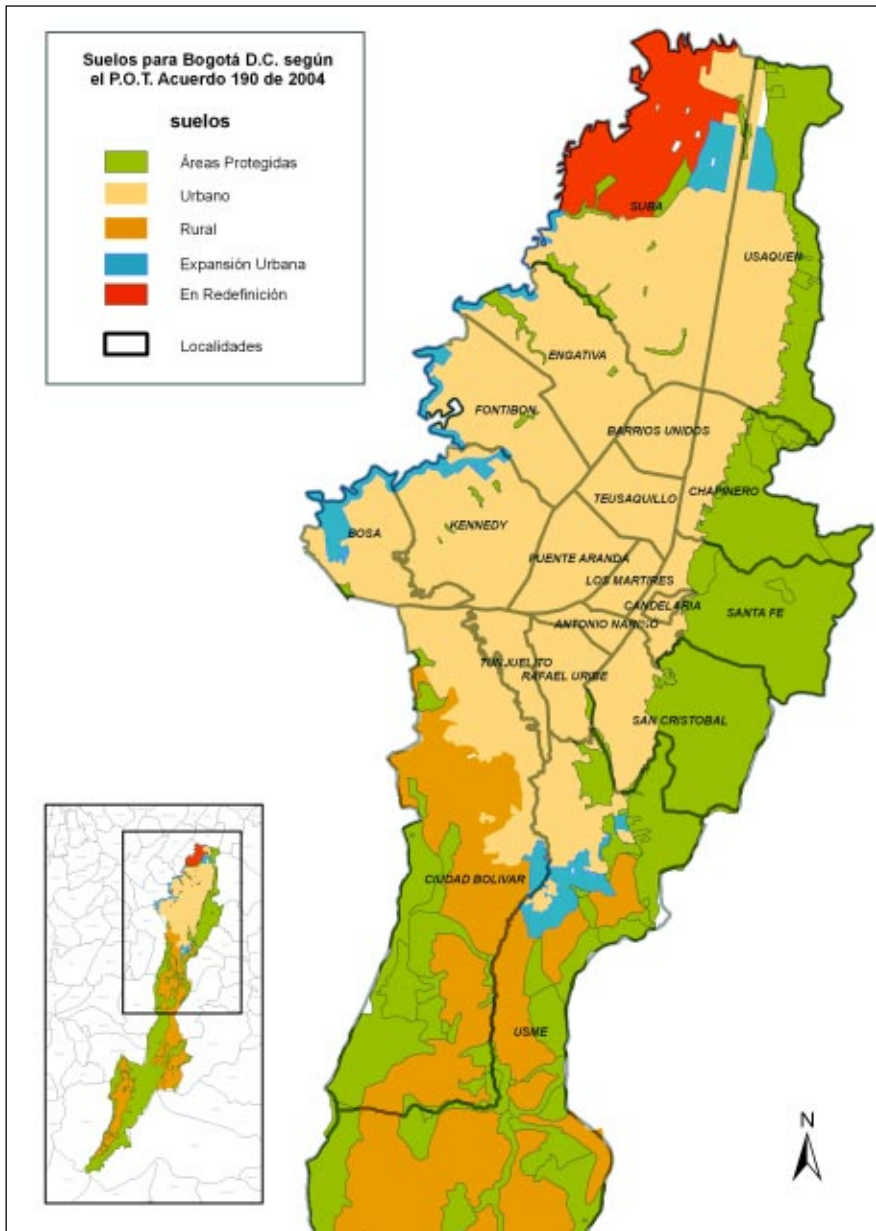 Suelos para Bogotá D.C. según
el P.O.T. Acuerdo 190 de 2004
suelos
Áreas Protegidas
Urbano
Rural
Expansión Urbana
En Redefinición
Localidades
SUBA
USAQUEN
ENGATIVA
FONTIBON
BARRIOS UNIDOS
TEUSAQUILLO
CHAPINERO
BOSA
KENNEDY
PUENTE ARANDA
LOS MARTIRES
CANDELARIA
SANTA FE
ANTONIO NARIÑO
TUNJUELITO
RAFAEL URIBE
SAN CRISTOBAL
CIUDAD BOLIVAR
USME
N